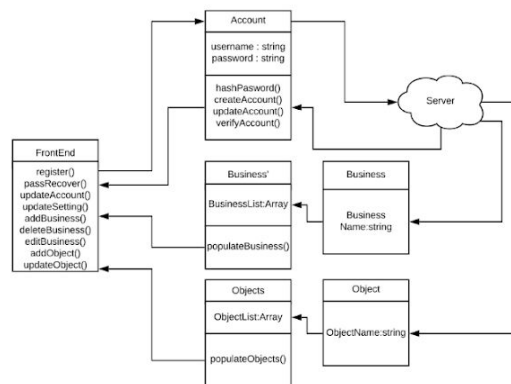 Account
username : string
password : string
hashPasword()
createAccount()
updateAccount()
verifyAccount()
Server
FrontEnd
register()
passRecover()
updateAccount()
updateSetting()
addBusiness()
deleteBusiness()
editBusiness()
addObject()
updateObject()
Business'
BusinessList:Array
populateBusiness()
Business
Business
Name:string
Objects
ObjectList:Array
populateObjects()
Object
ObjectName:string